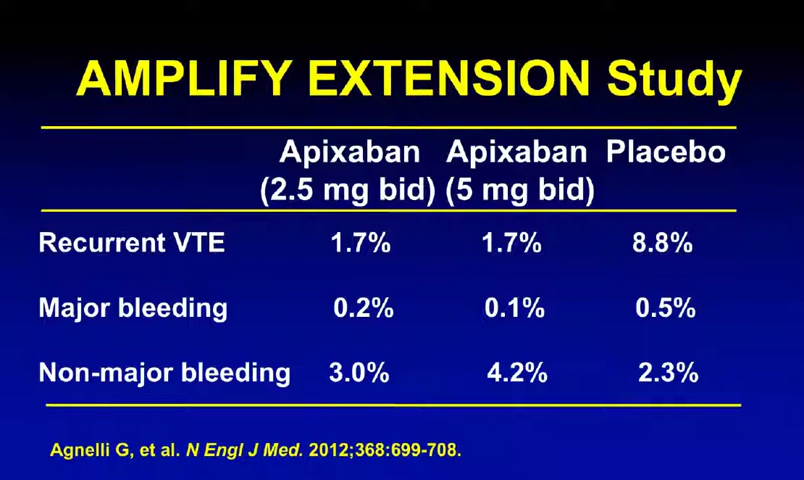 AMPLIFY EXTENSION Study
Apixaban Apixaban Placebo
(2.5 mg bid) (5 mg bid)
Recurrent VTE 1.7% 1.7% 8.8%
Major bleeding 0.2% 0.1% 0.5%
Non-major bleeding 3.0% 4.2% 2.3%
Agnelli G, et al. N Engl J Med. 2012;368:699-708.